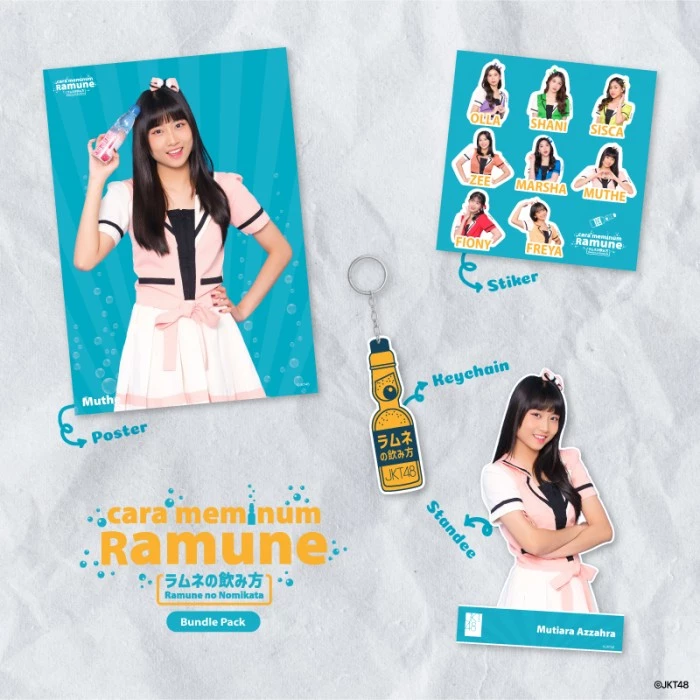 cara meminum
Ramune
Muthe
Poster
OLLA
SHANI
SISCA
ZEE
MARSHA
MUTHE
FIONY
FREYA
cara meminum
Ramune
Stiker
Keychain
ラムネ
の飲み方
JKT48
Standee
JKT
48
Mutiara Azzahra
cara meminum
Ramune
ラムネの飲み方
Ramune no Nomikata
Bundle Pack
©JKT48